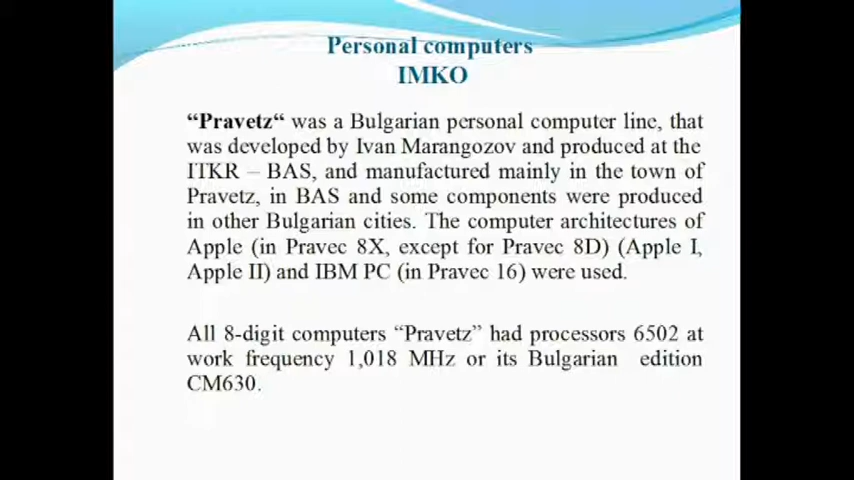 Personal computers
IMKO
“Pravetz“ was a Bulgarian personal computer line, that
was developed by Ivan Marangozov and produced at the
ITKR – BAS, and manufactured mainly in the town of
Pravetz, in BAS and some components were produced
in other Bulgarian cities. The computer architectures of
Apple (in Pravec 8X, except for Pravec 8D) (Apple I,
Apple II) and IBM PC (in Pravec 16) were used.
All 8-digit computers “Pravetz” had processors 6502 at
work frequency 1,018 MHz or its Bulgarian edition
CM630.